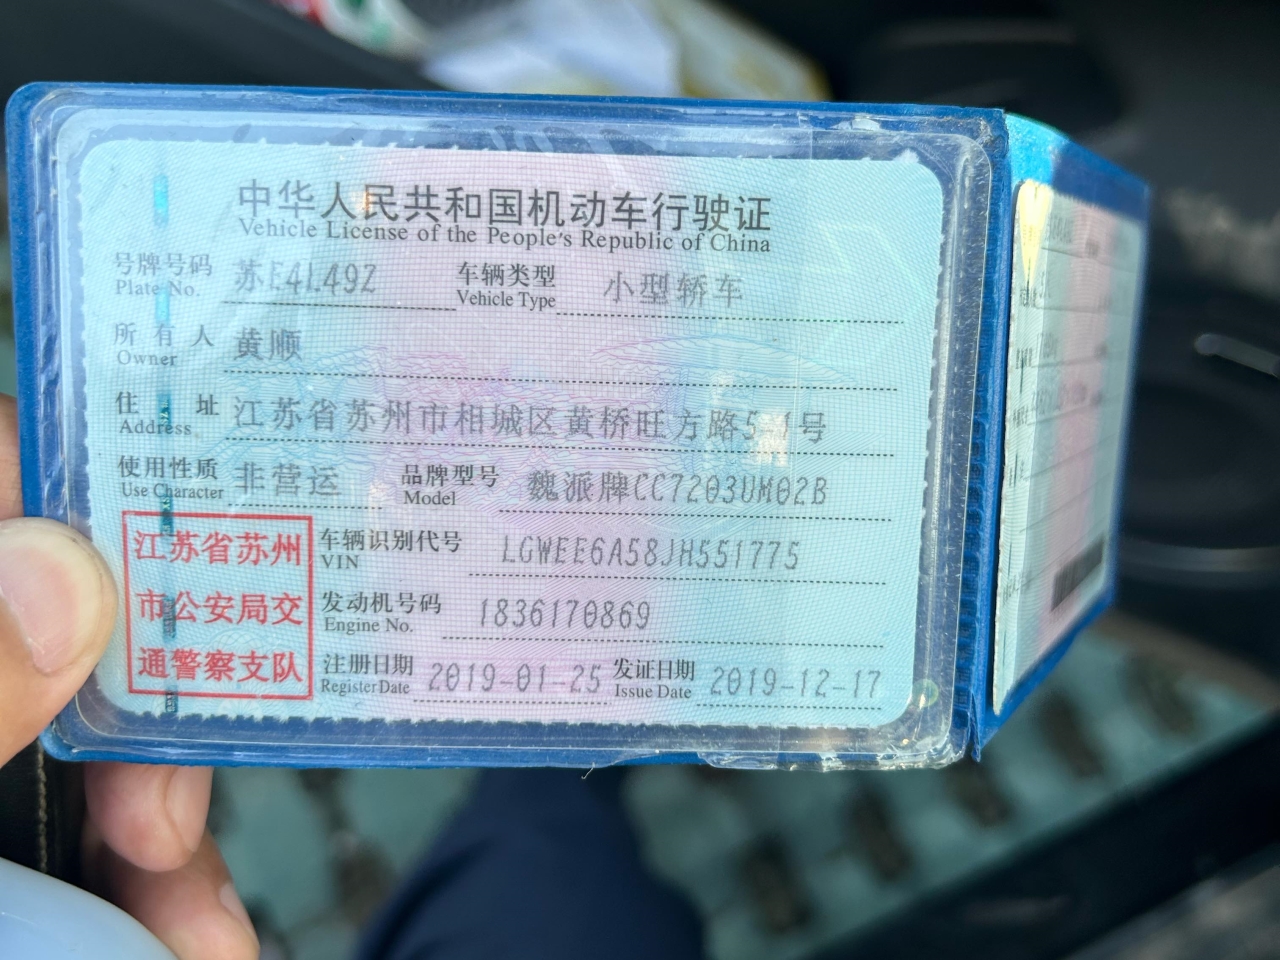 中华人民共和国机动车行驶证
Vehicle License of the People's Republic of China
号牌号码 苏E4L49Z 车辆类型 小型轿车
Plate No. Vehicle Type
所有人 黄顺
Owner
住址 江苏省苏州市相城区黄桥旺方路 号
Address
使用性质 非营运 品牌型号 魏派牌CC7203UM02B
Use Character Model
江苏省苏州
市公安局交
通警察支队
车辆识别代号 LGWEE6A58JH551775
VIN
发动机号码 1836170869
Engine No.
注册日期 2019-01-25 发证日期 2019-12-17
Register Date Issue Date